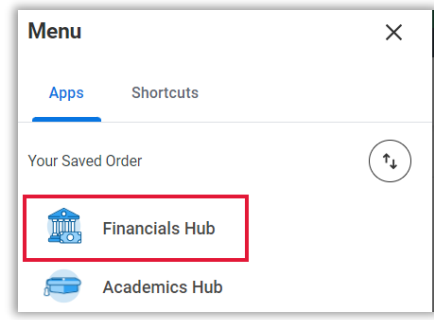 Menu
Apps Shortcuts
Your Saved Order
Financials Hub
Academics Hub